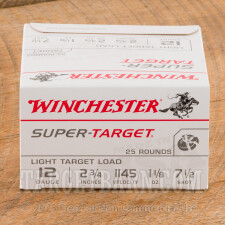 WINCHESTER
WINCHESTER
SUPER-TARGET
25 ROUNDS
LIGHT TARGET LOAD
12 2 3/4 1145 1 1/8 7 1/2
GAUGE INCHES VELOCITY OZ. SHOT